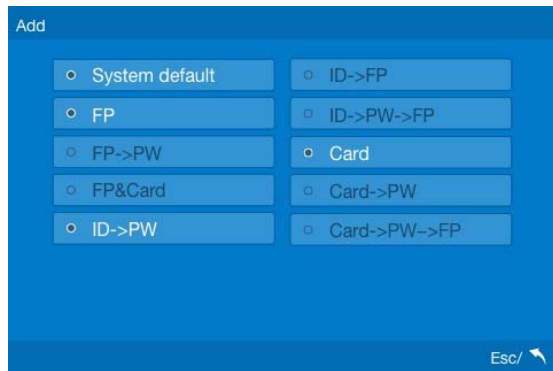 Add
System default
FP
FP->PW
FP&Card
ID->PW
ID->FP
ID->PW->FP
Card
Card->PW
Card->PW–>FP
Esc/